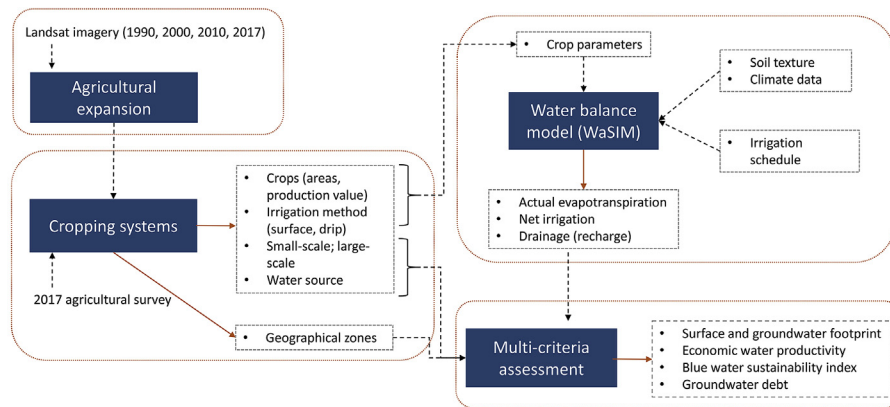 Landsat imagery (1990, 2000, 2010, 2017)
Agricultural
expansion
Cropping systems
2017 agricultural survey
• Crops (areas,
production value)
• Irrigation method
(surface, drip)
• Small-scale; large-
scale
• Water source
• Geographical zones
• Crop parameters
Water balance
model (WaSIM)
• Soil texture
• Climate data
• Irrigation
schedule
• Actual evapotranspiration
• Net irrigation
• Drainage (recharge)
Multi-criteria
assessment
• Surface and groundwater footprint
• Economic water productivity
• Blue water sustainability index
• Groundwater debt